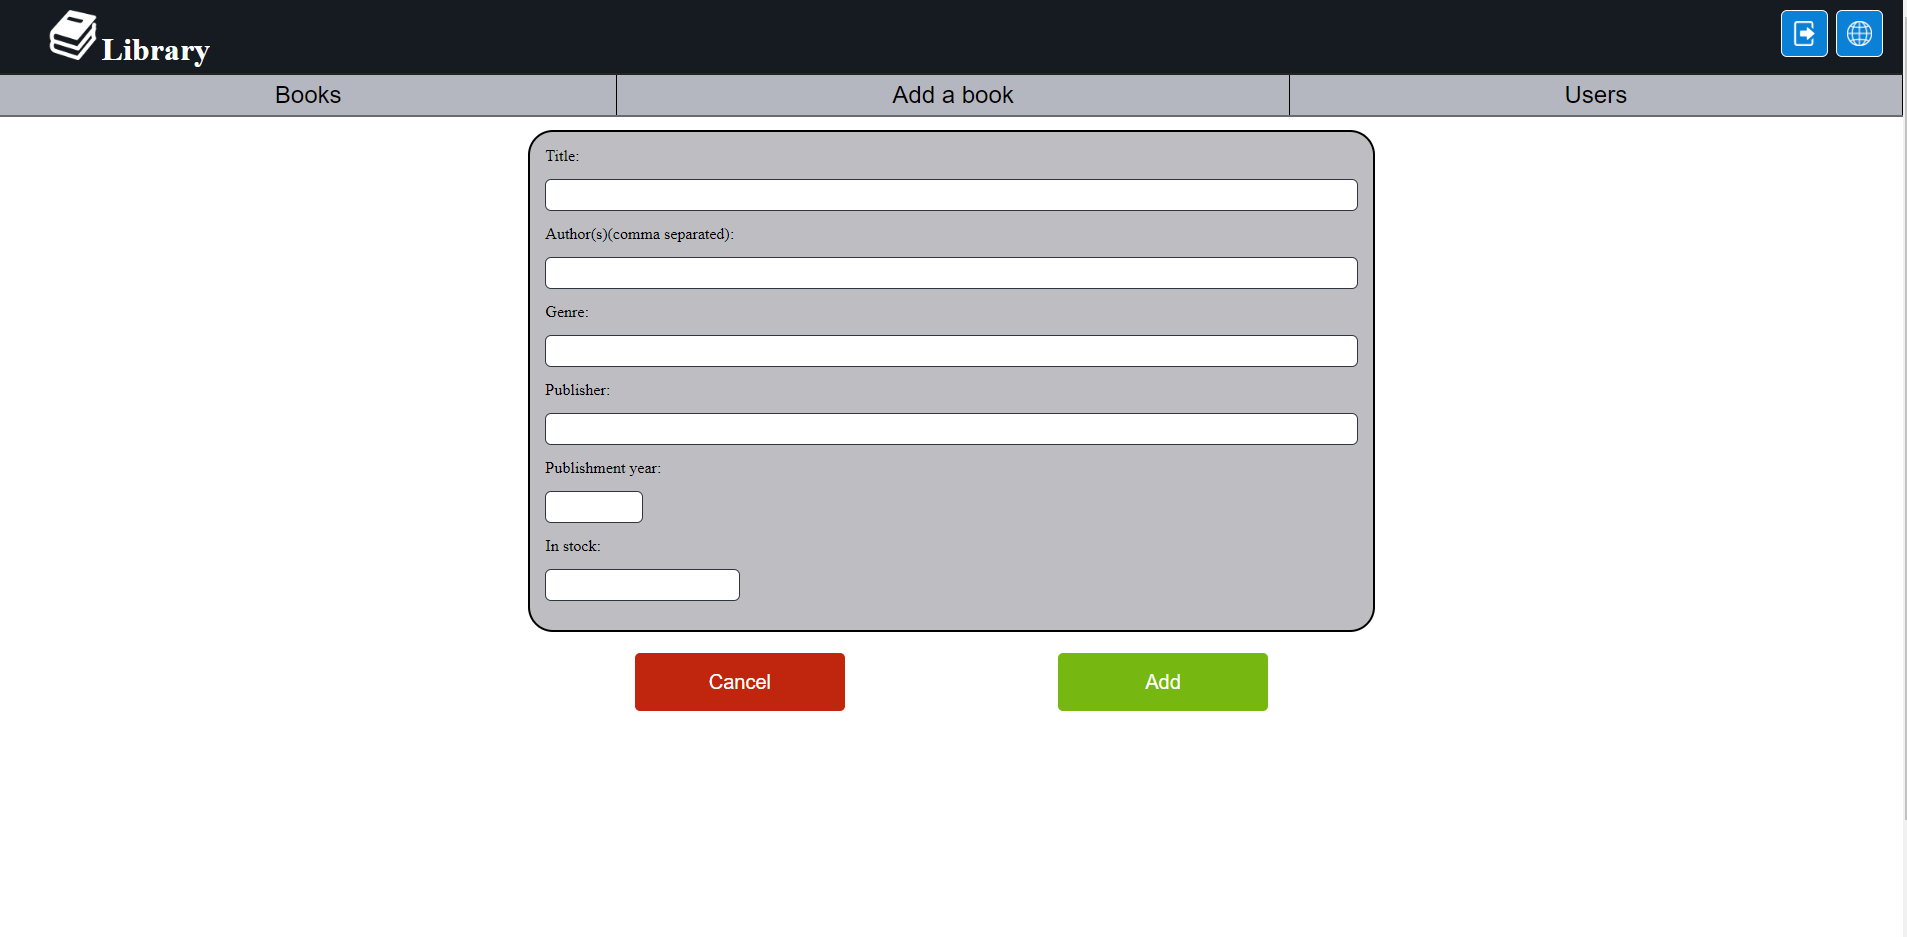 Library
Books Add a book Users
Title:
Author(s)(comma separated):
Genre:
Publisher:
Publishment year:
In stock:
Cancel Add